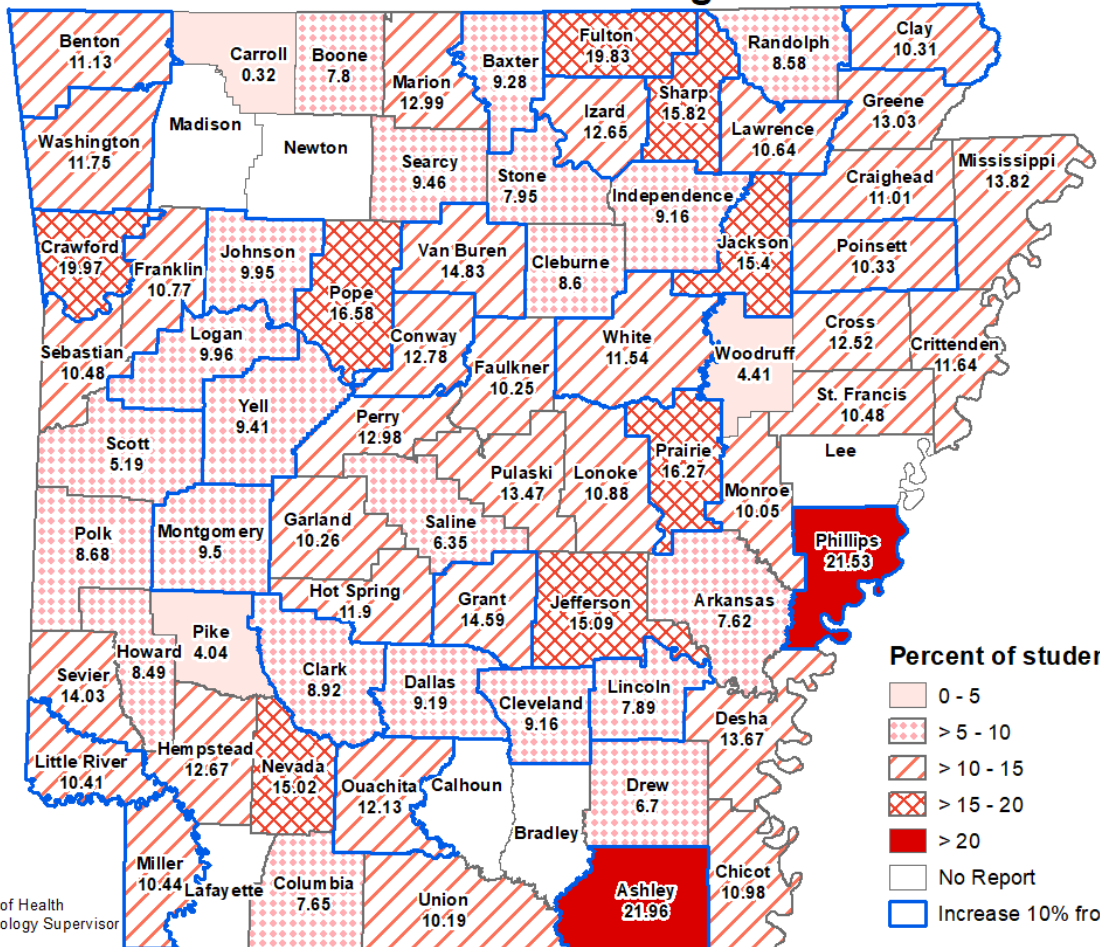 Benton
11.13
Carroll
0.32
Boone
7.8
Marion
12.99
Baxter
9.28
Fulton
19.83
Sharp
15.82
Randolph
8.58
Clay
10.31
Greene
13.03
Izard
12.65
Lawrence
10.64
Washington
11.75
Madison
Newton
Searcy
9.46
Stone
7.95
Independence
9.16
Craighead
11.01
Mississippi
13.82
Crawford
19.97
Franklin
10.77
Johnson
9.95
Pope
16.58
Van Buren
14.83
Cleburne
8.6
Jackson
15.4
Poinsett
10.33
Sebastian
10.48
Logan
9.96
Conway
12.78
Faulkner
10.25
White
11.54
Woodruff
4.41
Cross
12.52
Crittenden
11.64
St. Francis
10.48
Scott
5.19
Yell
9.41
Perry
12.98
Pulaski
13.47
Lonoke
10.88
Prairie
16.27
Monroe
10.05
Lee
Polk
8.68
Montgomery
9.5
Garland
10.26
Saline
6.35
Phillips
21.53
Hot Spring
11.9
Grant
14.59
Jefferson
15.09
Arkansas
7.62
Pike
4.04
Howard
8.49
Sevier
14.03
Clark
8.92
Dallas
9.19
Cleveland
9.16
Lincoln
7.89
Desha
13.67
Little River
10.41
Hempstead
12.67
Nevada
15.02
Ouachita
12.13
Calhoun
Bradley
Drew
6.7
Miller
10.44
Lafayette
Columbia
7.65
Union
10.19
Ashley
21.96
Chicot
10.98
Percent of studen
0 - 5
> 5 - 10
> 10 - 15
> 15 - 20
> 20
No Report
Increase 10% fro
of Health
ology Supervisor